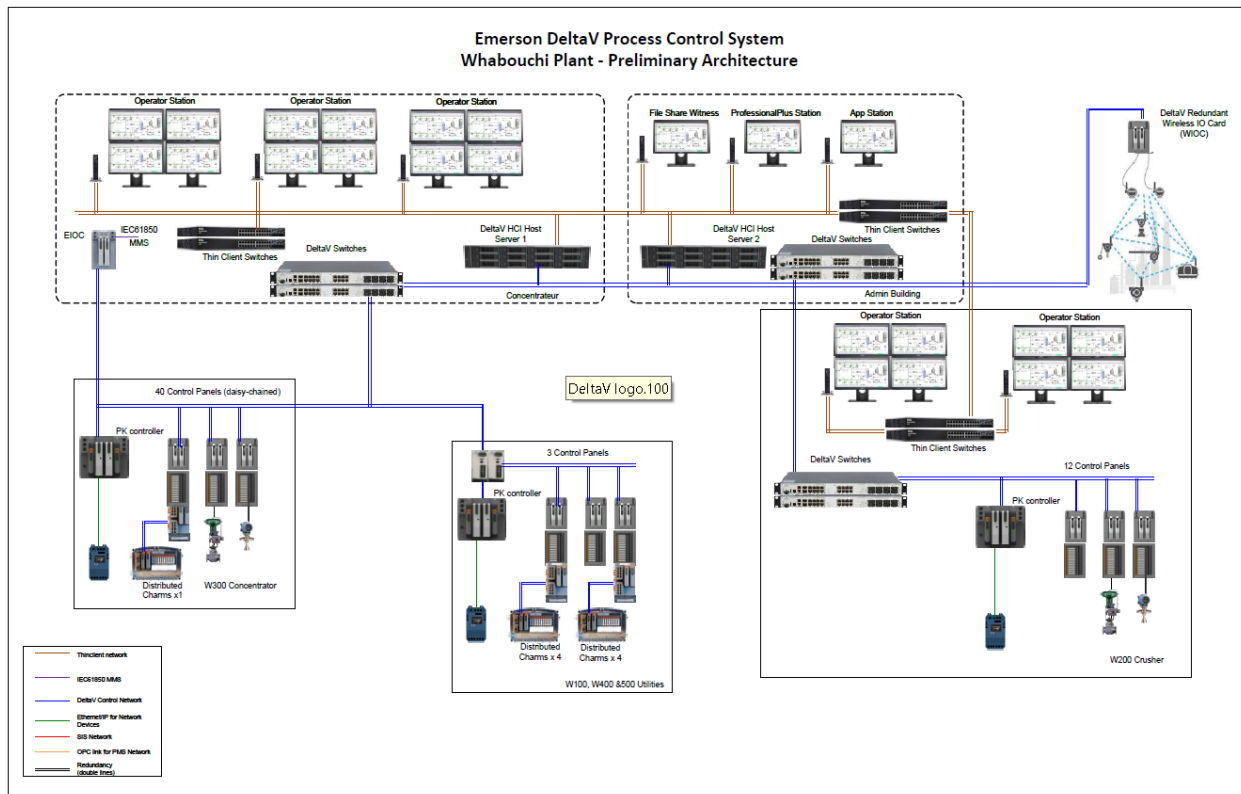 Emerson DeltaV Process Control System
Whabouchi Plant - Preliminary Architecture
Operator Station
Operator Station
Operator Station
File Share Witness
ProfessionalPlus Station
App Station
DeltaV Redundant
Wireless IO Card
(WIOC)
EIOC
IEC61850
MMS
Thin Client Switches
DeltaV Switches
DeltaV HCI Host
Server 1
DeltaV HCI Host
Server 2
DeltaV Switches
Thin Client Switches
Concentrateur
Admin Building
Operator Station
Operator Station
Thin Client Switches
DeltaV Switches
12 Control Panels
PK controller
W200 Crusher
DeltaV logo.100
40 Control Panels (daisy-chained)
PK controller
Distributed
Charms x1
W300 Concentrator
3 Control Panels
PK controller
Distributed
Charms x 4
Distributed
Charms x 4
W100, W400 &500 Utilities
Thinclient network
IEC61850 MMS
DeltaV Control Network
Ethernet/IP for Network
Devices
SIS Network
OPC link for PMS Network
Redundancy
(double lines)